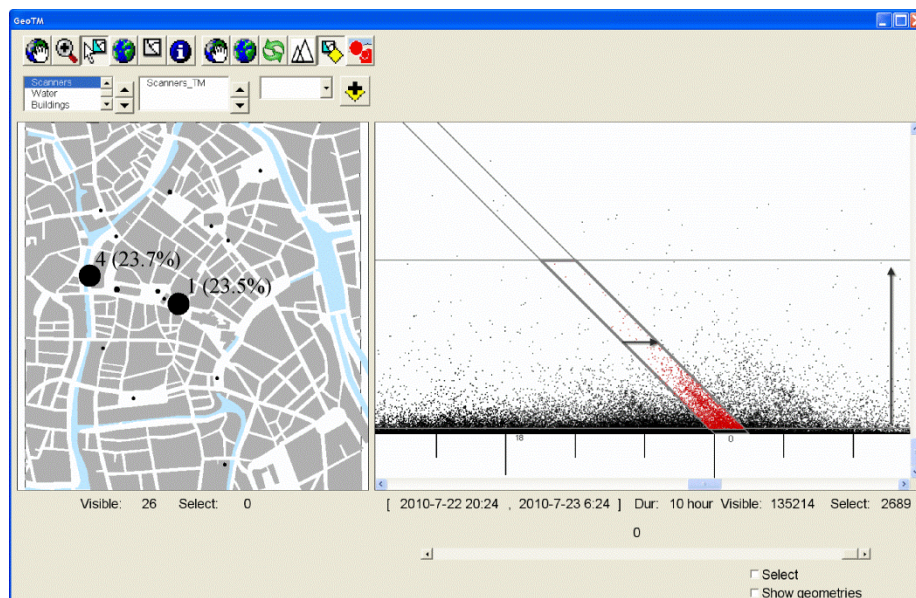 GeoTM
Scanners
Water
Buildings
Scanners_TM
4 (23.7%)
1 (23.5%)
18
0
Visible: 26 Select: 0
[ 2010-7-22 20:24 , 2010-7-23 6:24 ] Dur: 10 hour Visible: 135214 Select: 2689
0
Select
Show geometries